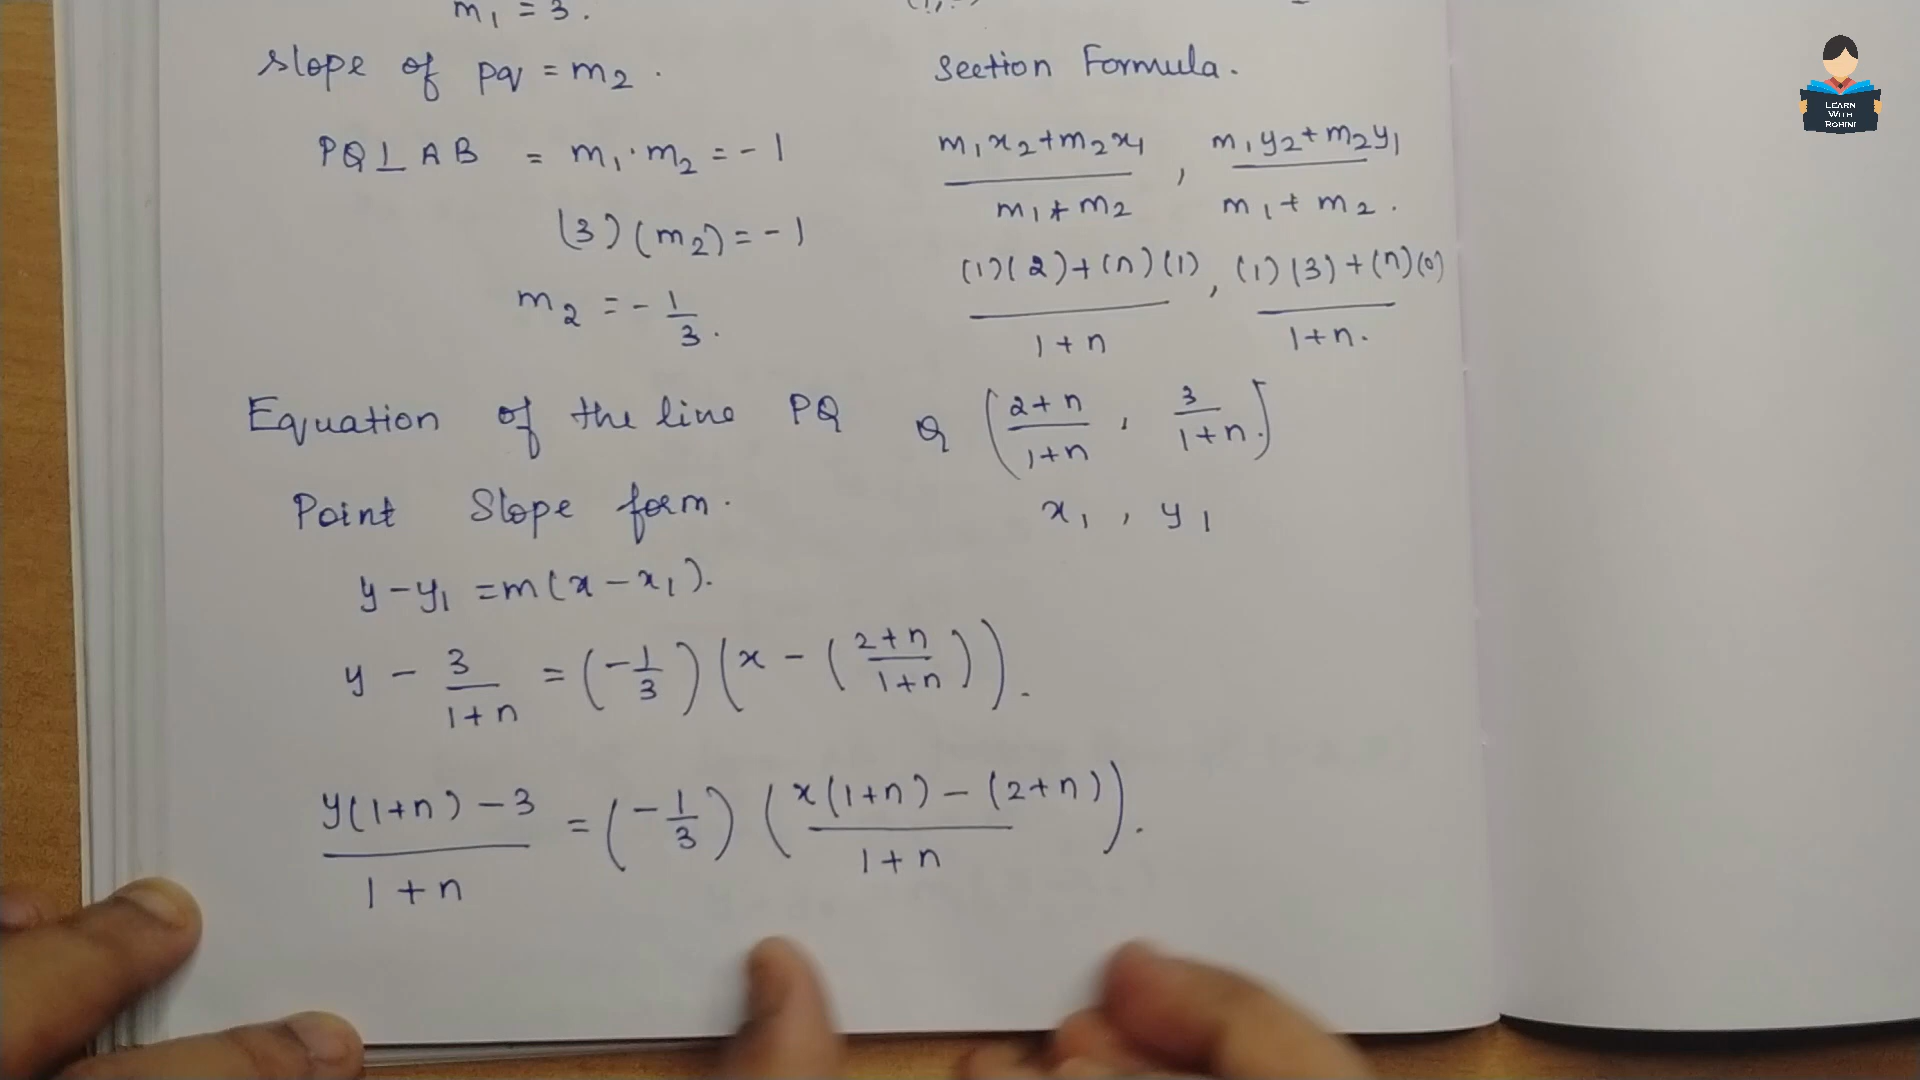 m₁ = 3.
slope of pq = m₂.
PQ ⊥ AB = m₁·m₂ = -1
(3)(m₂) = -1
m₂ = -1/3.
Equation of the line PQ
Point Slope form.
y - y₁ = m(x - x₁).
y - 3/(1+n) = (-1/3)(x - ((2+n)/(1+n))).
(y(1+n) - 3)/(1+n) = (-1/3)((x(1+n) - (2+n))/(1+n)).
Section Formula.
(m₁x₂+m₂x₁)/(m₁+m₂), (m₁y₂+m₂y₁)/(m₁+m₂).
((1)(2)+(n)(1))/(1+n), ((1)(3)+(n)(0))/(1+n).
Q ((2+n)/(1+n), 3/(1+n).)
x₁, y₁
LEARN
WITH
ROHINI